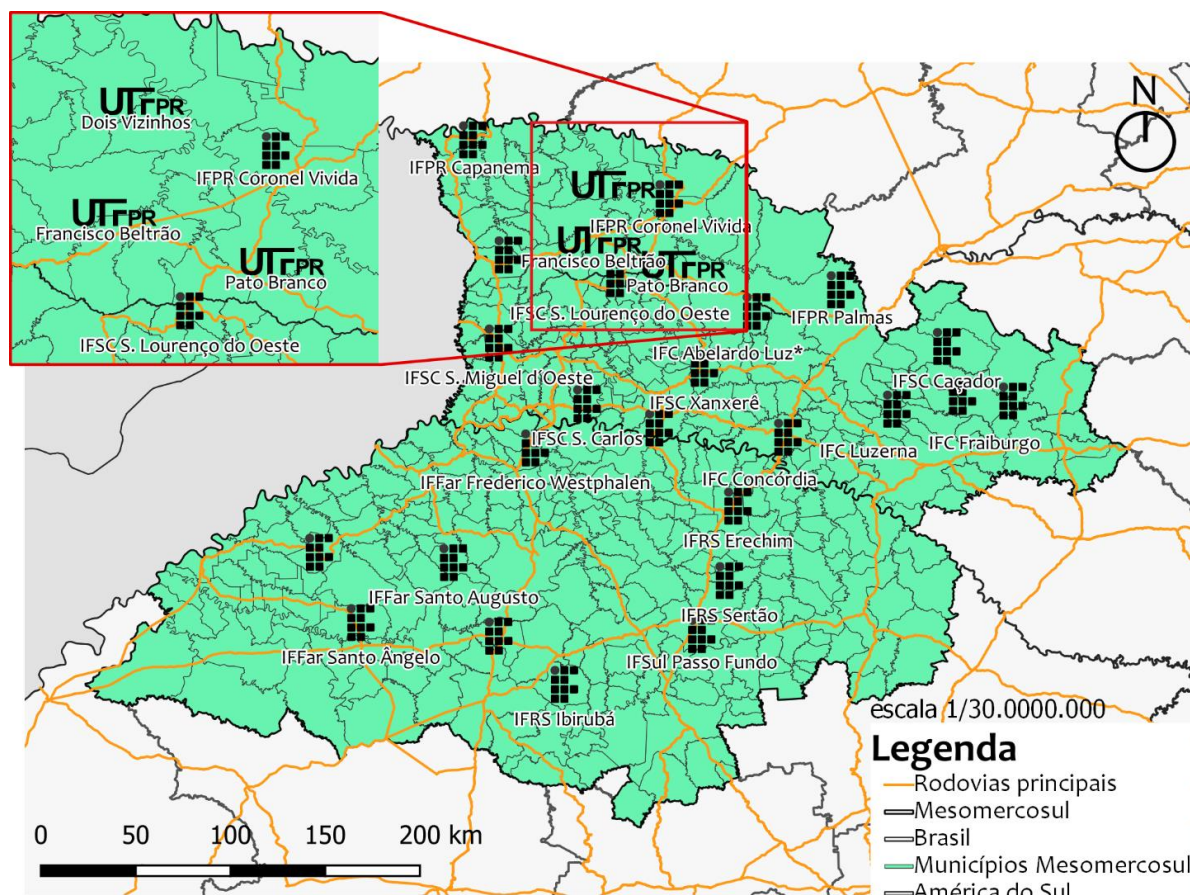 UTFPR
Dois Vizinhos
IFPR Coronel Vivida
UTFPR
Francisco Beltrão
UTFPR
Pato Branco
IFSC S. Lourenço do Oeste
N
IFPR Capanema
UTFPR
IFPR Coronel Vivida
UTFPR
Francisco Beltrão
UTFPR
Pato Branco
IFPR Palmas
IFSC S. Lourenço do Oeste
IFC Abelardo Luz*
IFSC S. Miguel d´Oeste
IFSC Caçador
IFSC Xanxerê
IFSC S. Carlos
IFC Luzerna
IFC Fraiburgo
IFFar Frederico Westphalen
IFC Concórdia
IFRS Erechim
IFFar Santo Augusto
IFRS Sertão
IFFar Santo Ângelo
IFSul Passo Fundo
IFRS Ibirubá
escala 1/30.0000.000
Legenda
Rodovias principais
Mesomercosul
Brasil
Municípios Mesomercosul
América do Sul
0 50 100 150 200 km